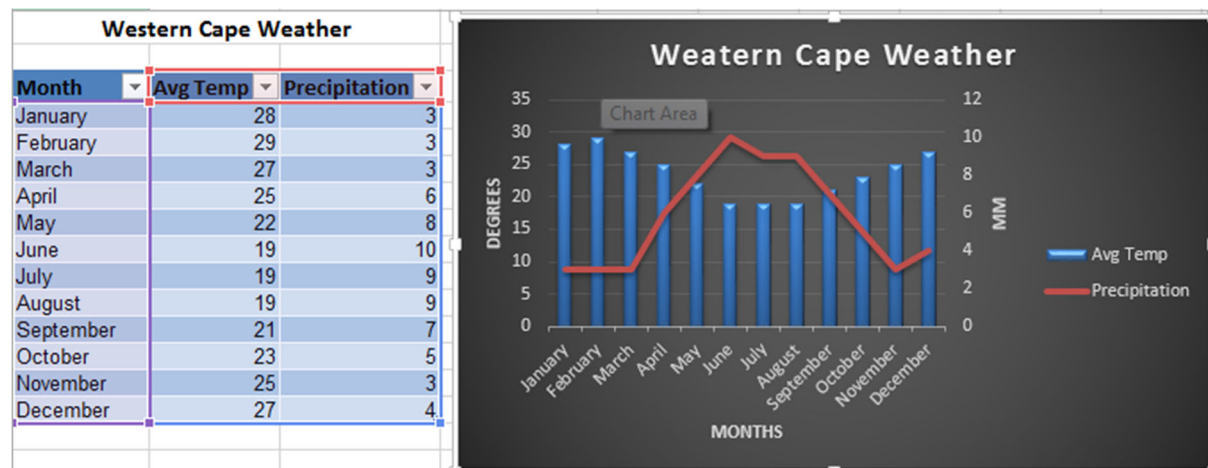 Western Cape Weather
Month Avg Temp Precipitation
January 28 3
February 29 3
March 27 3
April 25 6
May 22 8
June 19 10
July 19 9
August 19 9
September 21 7
October 23 5
November 25 3
December 27 4
Weatern Cape Weather
Chart Area
35
30
25
20
15
10
5
0
DEGREES
12
10
8
6
4
2
0
MM
January February March April May June July August September October November December
MONTHS
Avg Temp
Precipitation